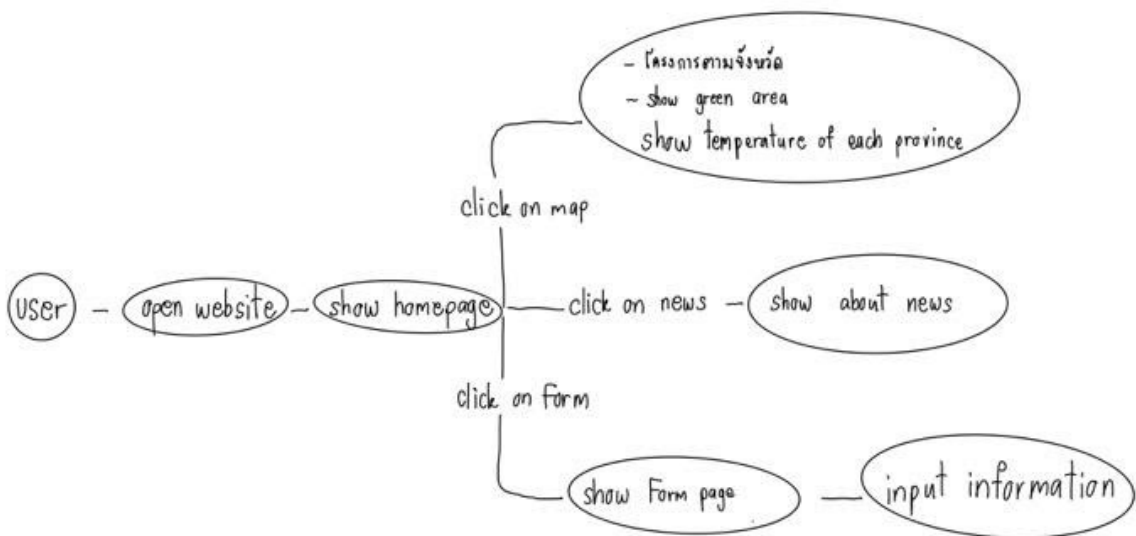 - โครงการตามจังหวัด
- show green area
show temperature of each province
click on map
user - open website - show homepage - click on news - show about news
click on form
show Form page - input information